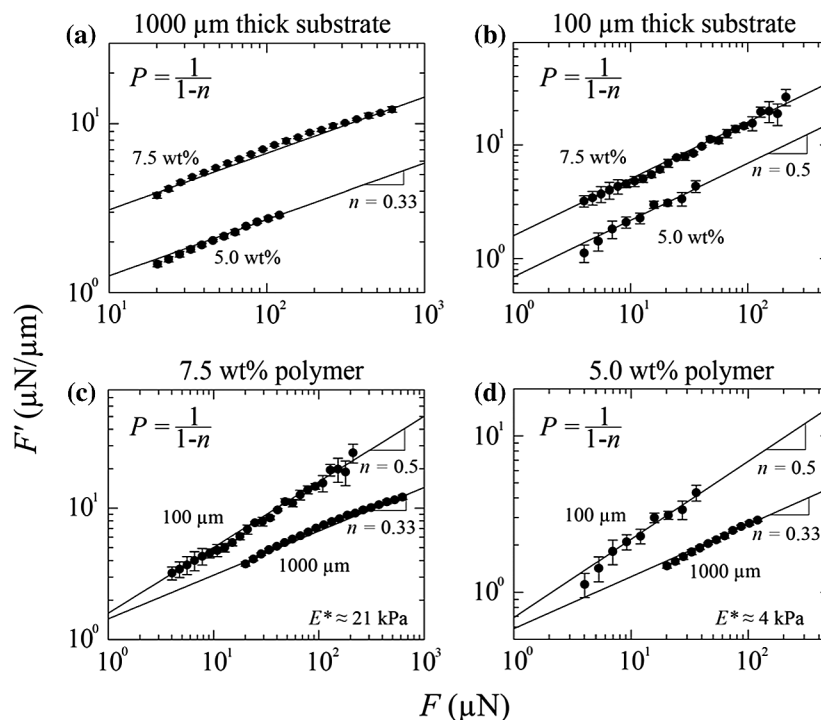 (a) 1000 µm thick substrate
P = 1/(1-n)
7.5 wt%
5.0 wt%
n = 0.33
10^1
10^0
10^1 10^2 10^3
(b) 100 µm thick substrate
P = 1/(1-n)
7.5 wt%
5.0 wt%
n = 0.5
10^1
10^0
10^0 10^1 10^2
F' (µN/µm)
(c) 7.5 wt% polymer
P = 1/(1-n)
n = 0.5
100 µm
n = 0.33
1000 µm
E* ≈ 21 kPa
10^1
10^0
10^0 10^1 10^2 10^3
(d) 5.0 wt% polymer
P = 1/(1-n)
n = 0.5
100 µm
n = 0.33
1000 µm
E* ≈ 4 kPa
10^1
10^0
10^0 10^1 10^2
F (µN)